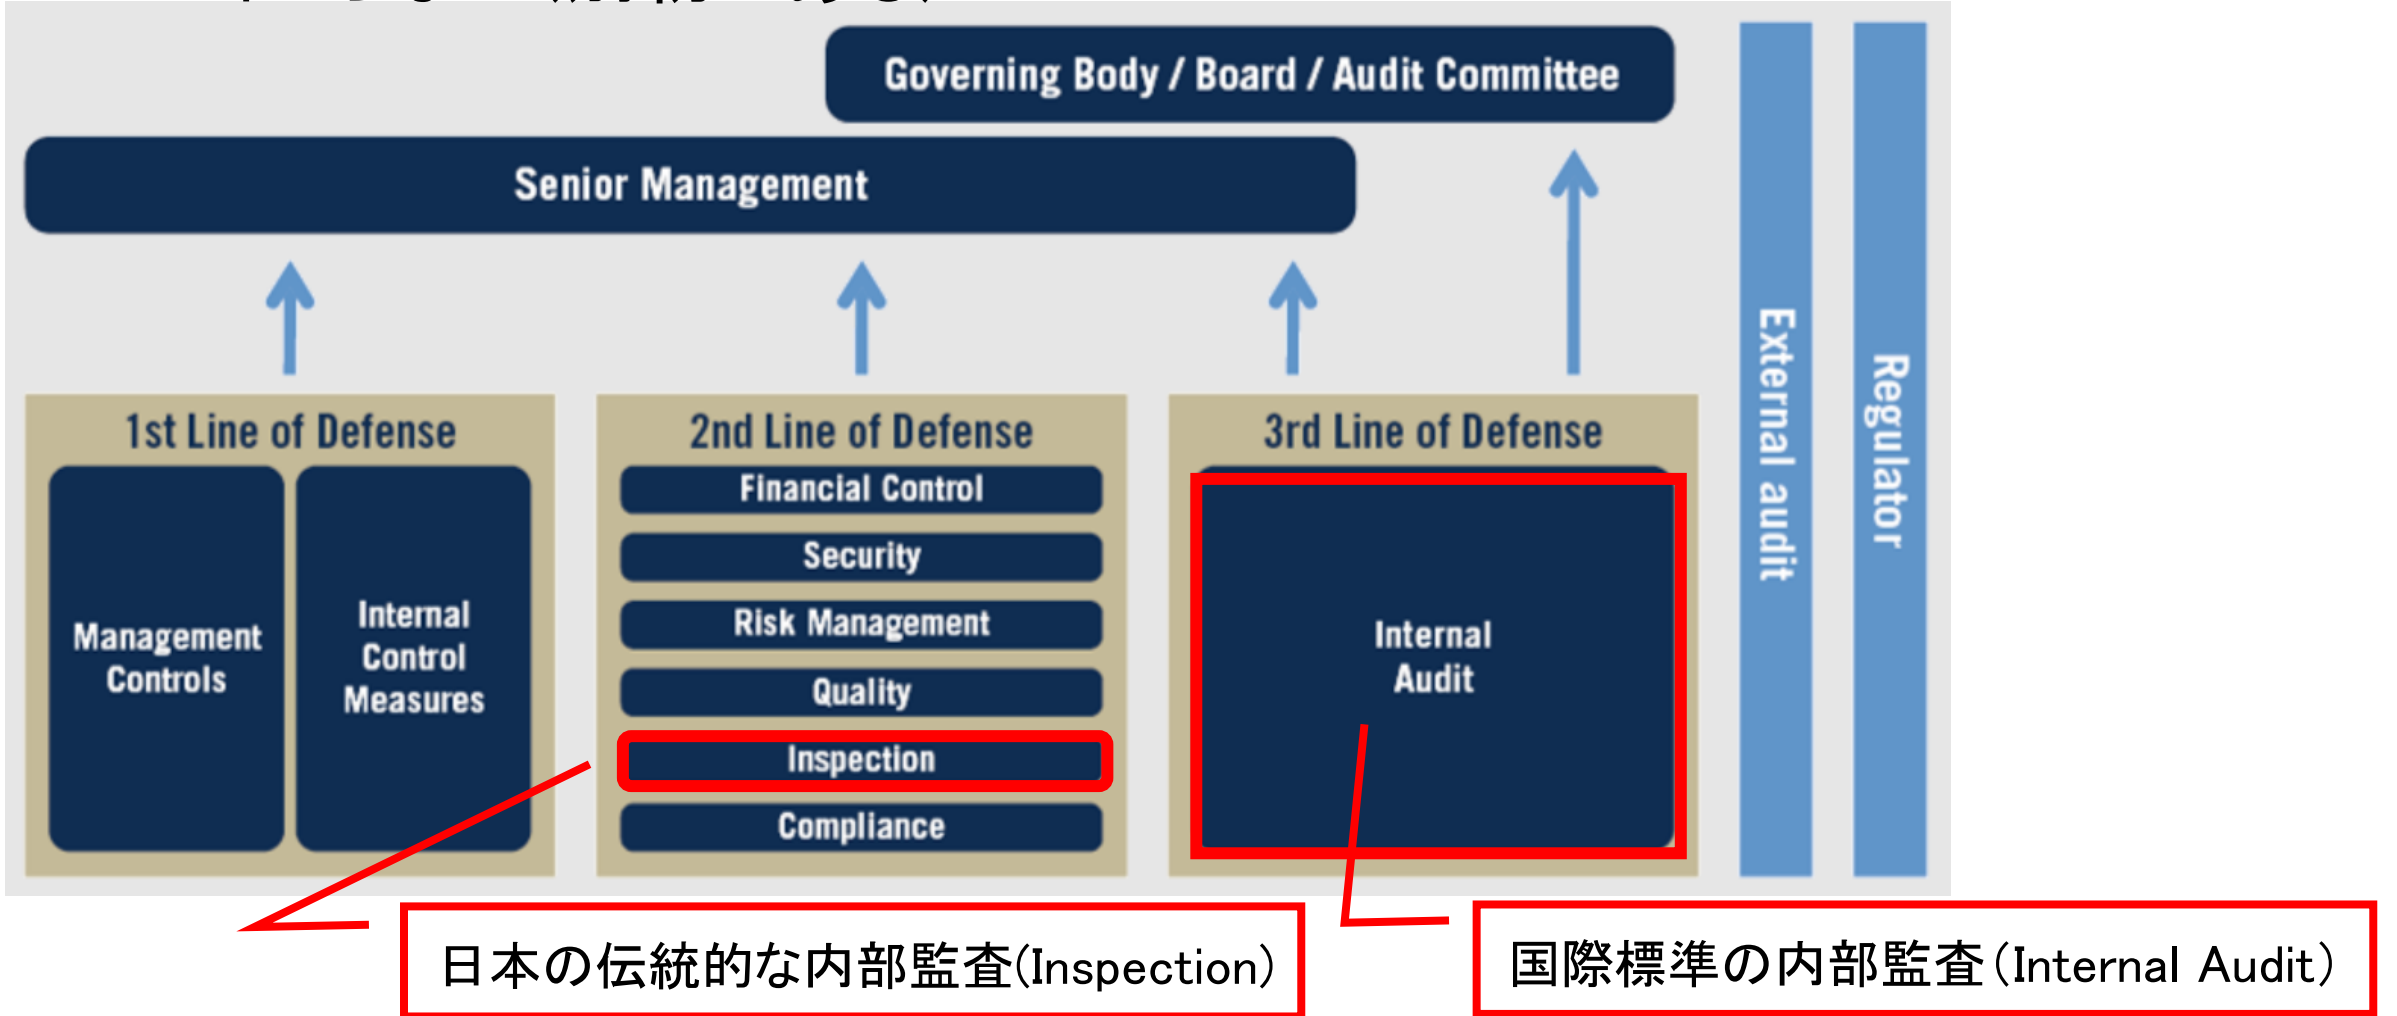 Governing Body / Board / Audit Committee
Senior Management
1st Line of Defense
Management
Controls
Internal
Control
Measures
2nd Line of Defense
Financial Control
Security
Risk Management
Quality
Inspection
Compliance
3rd Line of Defense
Internal
Audit
External audit
Regulator
日本の伝統的な内部監査(Inspection)
国際標準の内部監査(Internal Audit)